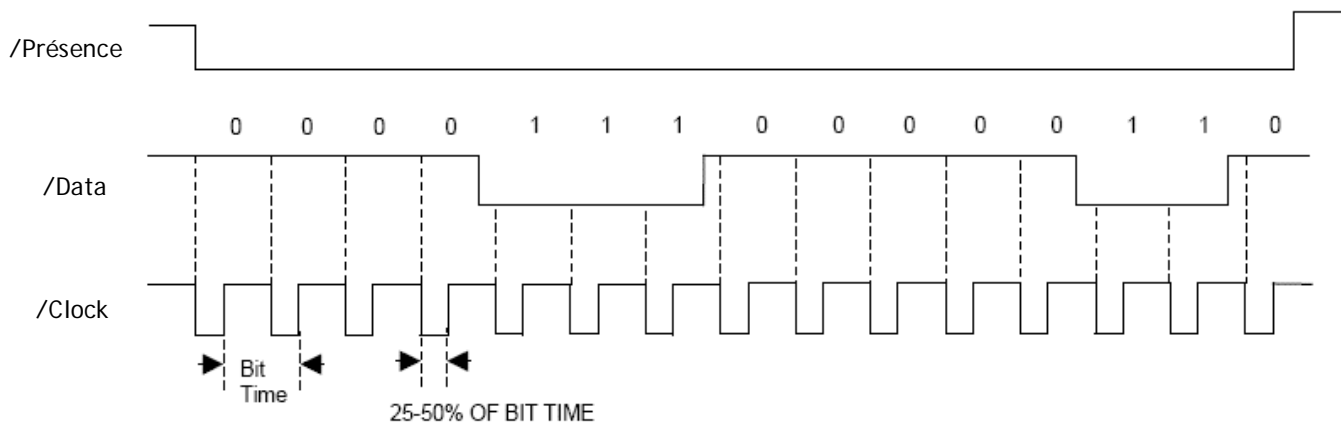 /Présence
0 0 0 0 1 1 1 0 0 0 0 0 1 1 0
/Data
/Clock
Bit
Time
25-50% OF BIT TIME